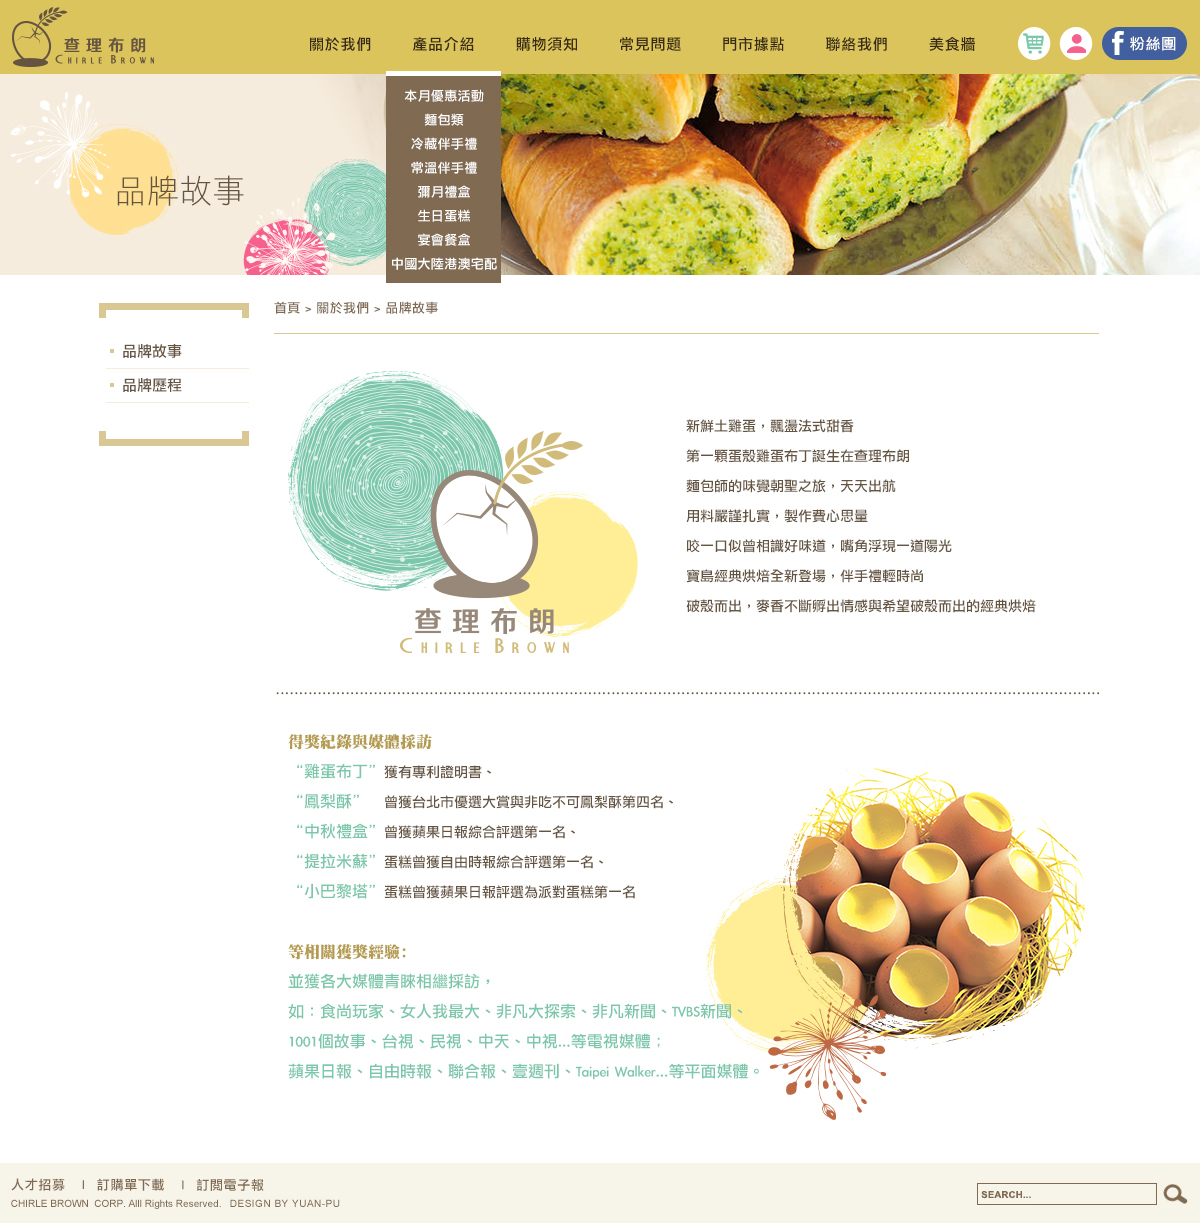 查理布朗
CHIRLE BROWN
關於我們 產品介紹 購物須知 常見問題 門市據點 聯絡我們 美食牆 f 粉絲團
本月優惠活動
麵包類
冷藏伴手禮
常溫伴手禮
彌月禮盒
生日蛋糕
宴會餐盒
中國大陸港澳宅配
品牌故事
首頁 > 關於我們 > 品牌故事
品牌故事
品牌歷程
新鮮土雞蛋，飄盪法式甜香
第一顆蛋殼雞蛋布丁誕生在查理布朗
麵包師的味覺朝聖之旅，天天出航
用料嚴謹扎實，製作費心思量
咬一口似曾相識好味道，嘴角浮現一道陽光
寶島經典烘焙全新登場，伴手禮輕時尚
破殼而出，麥香不斷孵出情感與希望破殼而出的經典烘焙
查理布朗
CHIRLE BROWN
得獎紀錄與媒體採訪
“雞蛋布丁” 獲有專利證明書、
“鳳梨酥” 曾獲台北市優選大賞與非吃不可鳳梨酥第四名、
“中秋禮盒” 曾獲蘋果日報綜合評選第一名、
“提拉米蘇” 蛋糕曾獲自由時報綜合評選第一名、
“小巴黎塔” 蛋糕曾獲蘋果日報評選為派對蛋糕第一名
等相關獲獎經驗：
並獲各大媒體青睞相繼採訪，
如：食尚玩家、女人我最大、非凡大探索、非凡新聞、TVBS新聞、
1001個故事、台視、民視、中天、中視...等電視媒體；
蘋果日報、自由時報、聯合報、壹週刊、Taipei Walker...等平面媒體。
人才招募 | 訂購單下載 | 訂閱電子報
CHIRLE BROWN CORP. Alll Rights Reserved. DESIGN BY YUAN-PU
SEARCH...